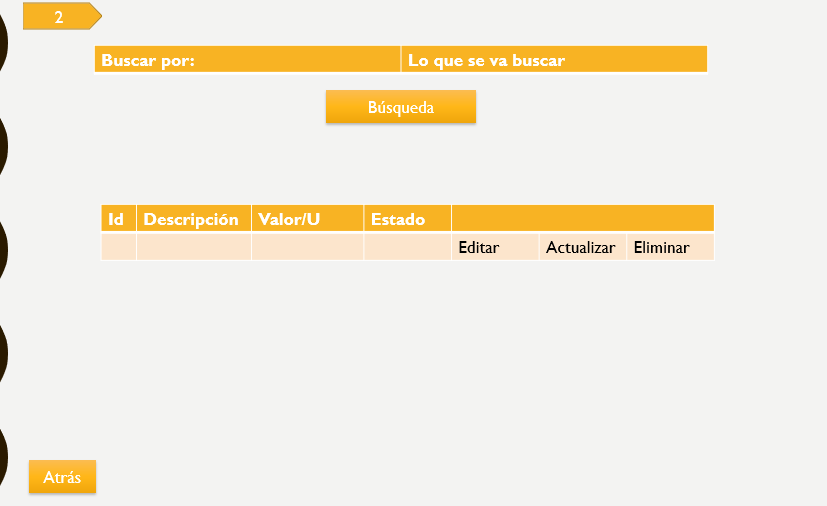 2
Buscar por: Lo que se va buscar
Búsqueda
Id Descripción Valor/U Estado
Editar Actualizar Eliminar
Atrás